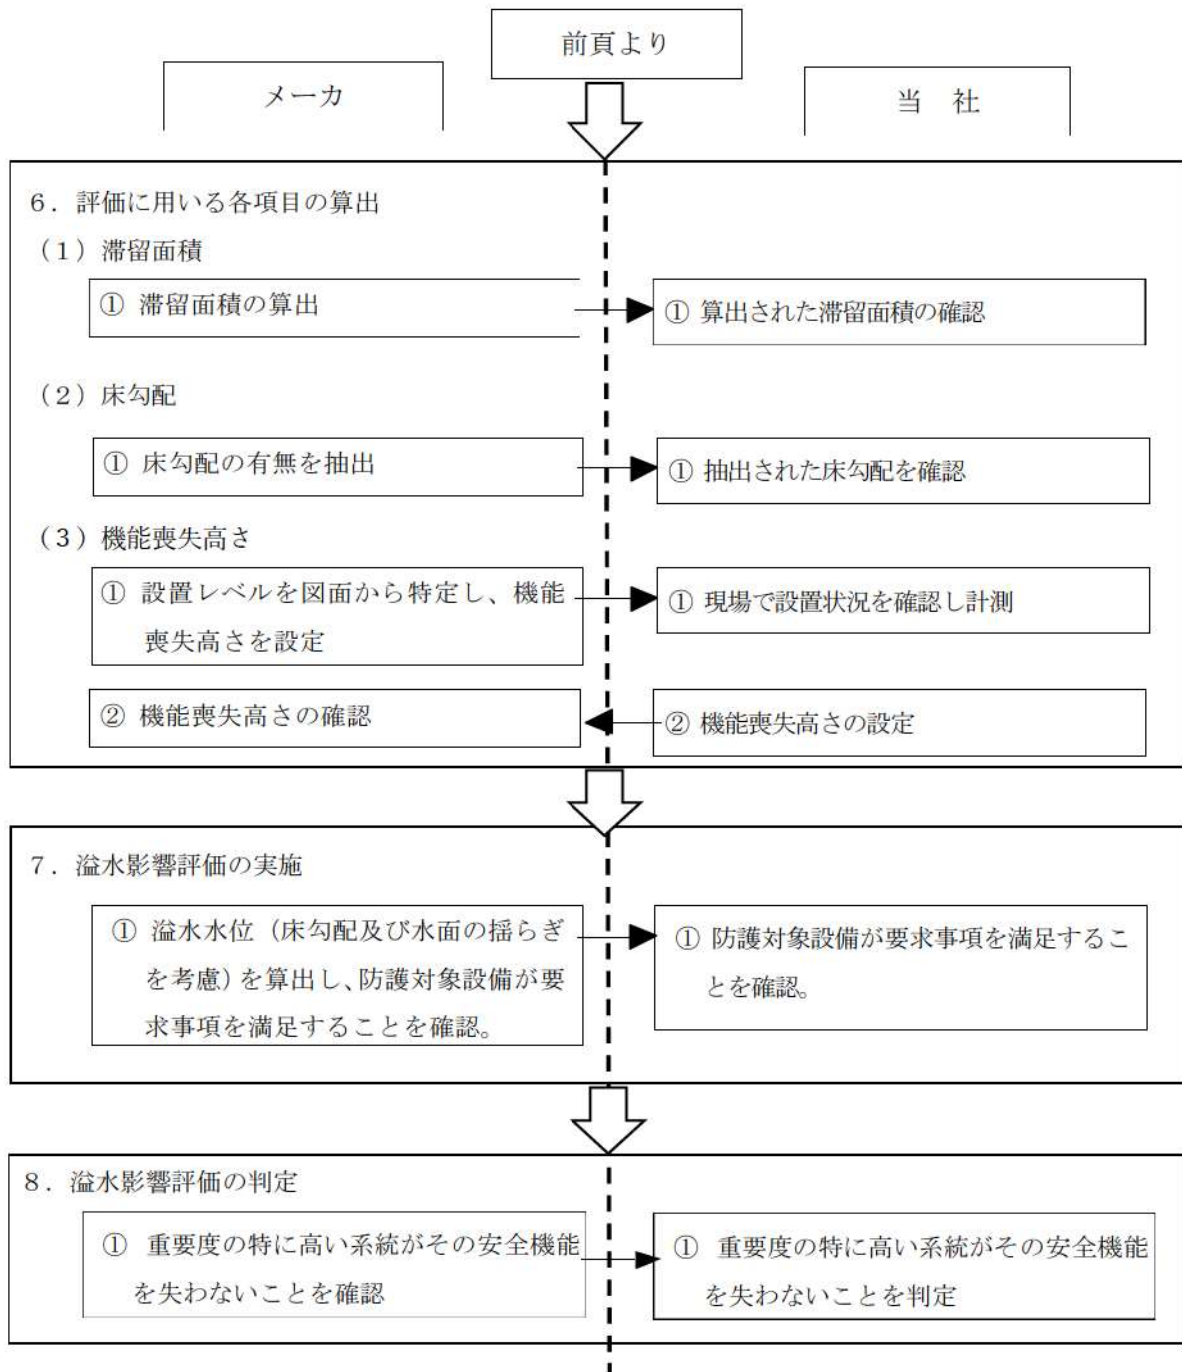 前頁より
メーカ
当　社
６．評価に用いる各項目の算出
（１）滞留面積
① 滞留面積の算出
① 算出された滞留面積の確認
（２）床勾配
① 床勾配の有無を抽出
① 抽出された床勾配を確認
（３）機能喪失高さ
① 設置レベルを図面から特定し、機能
喪失高さを設定
① 現場で設置状況を確認し計測
② 機能喪失高さの確認
② 機能喪失高さの設定
７．溢水影響評価の実施
① 溢水水位（床勾配及び水面の揺らぎ
を考慮）を算出し、防護対象設備が要
求事項を満足することを確認。
① 防護対象設備が要求事項を満足するこ
とを確認。
８．溢水影響評価の判定
① 重要度の特に高い系統がその安全機能
を失わないことを確認
① 重要度の特に高い系統がその安全機能
を失わないことを判定